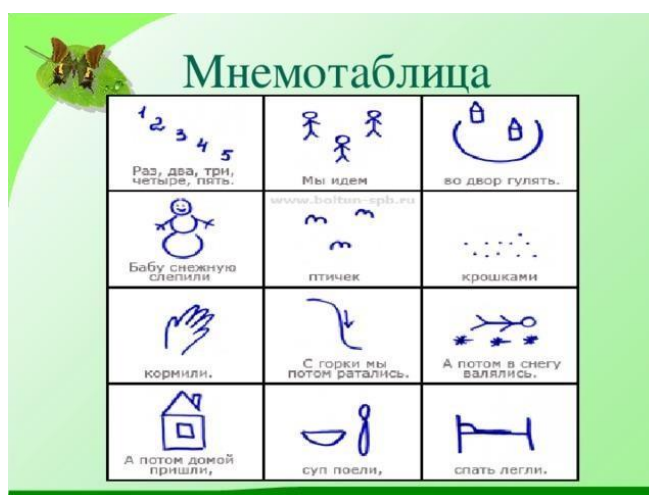 Мнемотаблица
1 2 3 4 5
Раз, два, три,
четыре, пять.
Мы идем
во двор гулять.
www.boltun-spb.ru
Бабу снежную
слепили
птичек
крошками
кормили.
С горки мы
потом ратались.
А потом в снегу
валялись.
А потом домой
пришли,
суп поели,
спать легли.